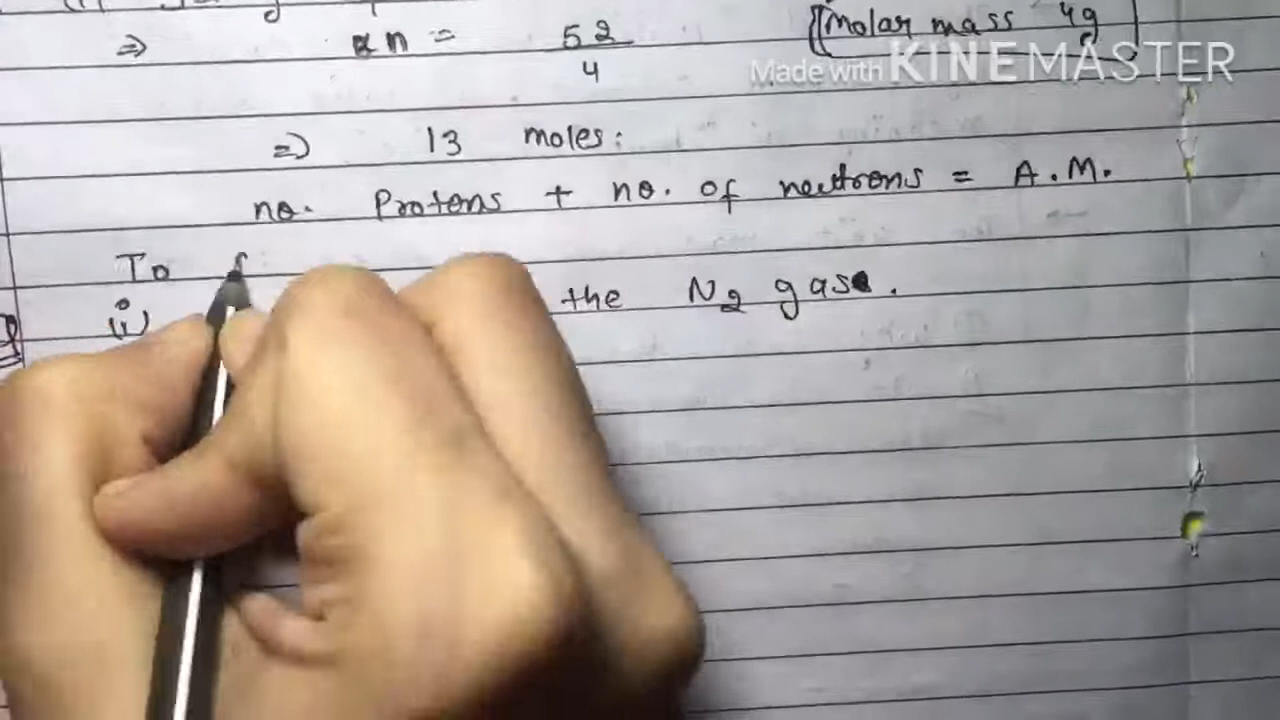 ⇒ n = 52 [Molar mass 4g]
4
Made with KINEMASTER
⇒ 13 moles:
no. Protons + no. of neutrons = A.M.
To
(i) the N2 gas.